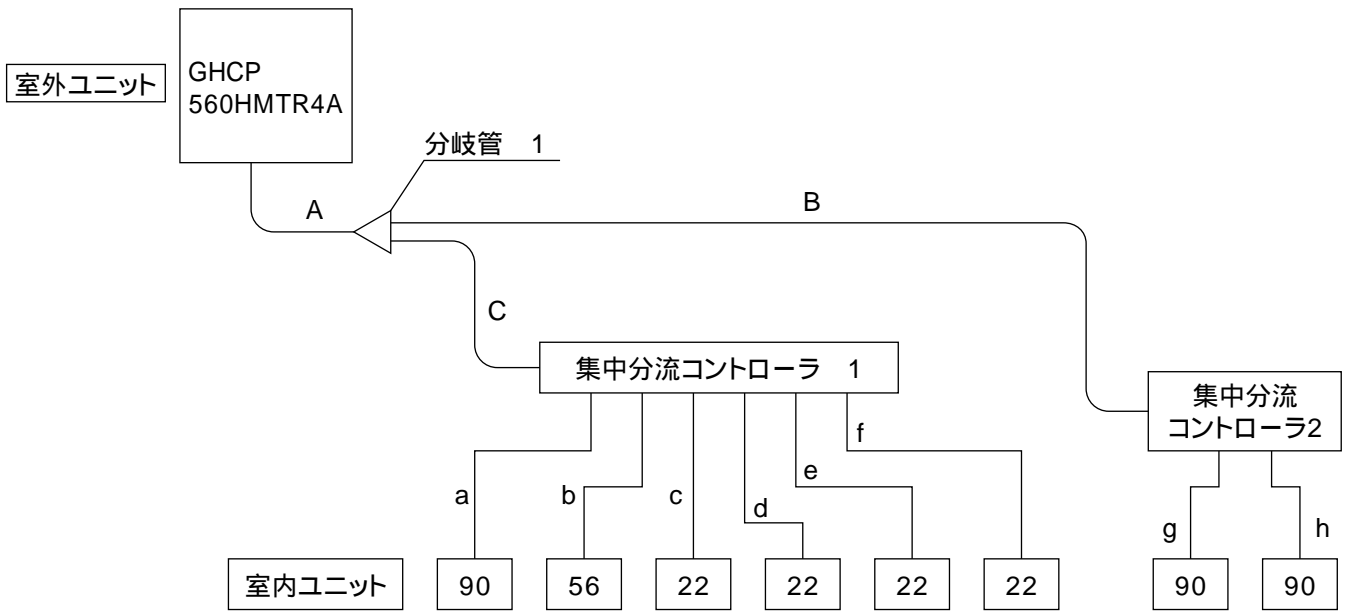 室外ユニット
GHCP
560HMTR4A
分岐管 1
A
B
C
集中分流コントローラ 1
集中分流
コントローラ2
a
b
c
d
e
f
g
h
室内ユニット
90
56
22
22
22
22
90
90